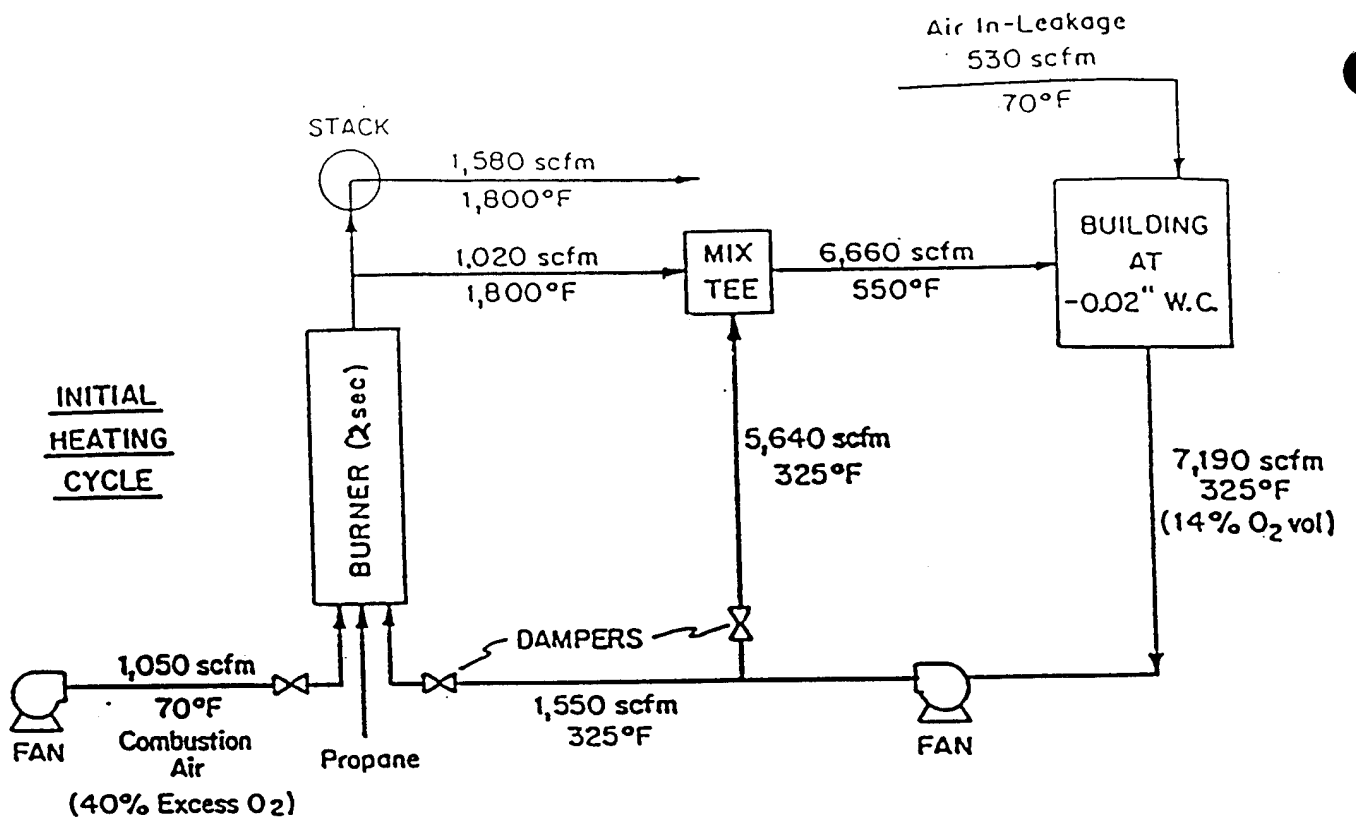 Air In-Leakage
530 scfm
70°F
STACK
1,580 scfm
1,800°F
1,020 scfm
1,800°F
MIX
TEE
6,660 scfm
550°F
BUILDING
AT
-0.02" W.C.
INITIAL
HEATING
CYCLE
BURNER (2sec)
5,640 scfm
325°F
7,190 scfm
325°F
(14% O2 vol)
DAMPERS
1,050 scfm
70°F
Combustion
Air
(40% Excess O2)
FAN
Propane
1,550 scfm
325°F
FAN